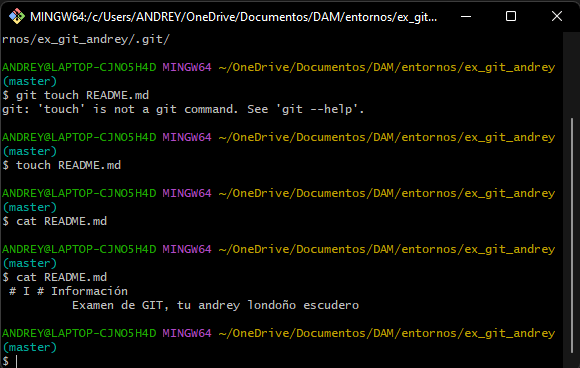 MINGW64:/c/Users/ANDREY/OneDrive/Documentos/DAM/entornos/ex_git_andrey...
rnos/ex_git_andrey/.git/
ANDREY@LAPTOP-CJNO5H4D MINGW64 ~/OneDrive/Documentos/DAM/entornos/ex_git_andrey
(master)
$ git touch README.md
git: 'touch' is not a git command. See 'git --help'.
ANDREY@LAPTOP-CJNO5H4D MINGW64 ~/OneDrive/Documentos/DAM/entornos/ex_git_andrey
(master)
$ touch README.md
ANDREY@LAPTOP-CJNO5H4D MINGW64 ~/OneDrive/Documentos/DAM/entornos/ex_git_andrey
(master)
$ cat README.md
ANDREY@LAPTOP-CJNO5H4D MINGW64 ~/OneDrive/Documentos/DAM/entornos/ex_git_andrey
(master)
$ cat README.md
# I # Información
Examen de GIT, tu andrey londoño escudero
ANDREY@LAPTOP-CJNO5H4D MINGW64 ~/OneDrive/Documentos/DAM/entornos/ex_git_andrey
(master)
$